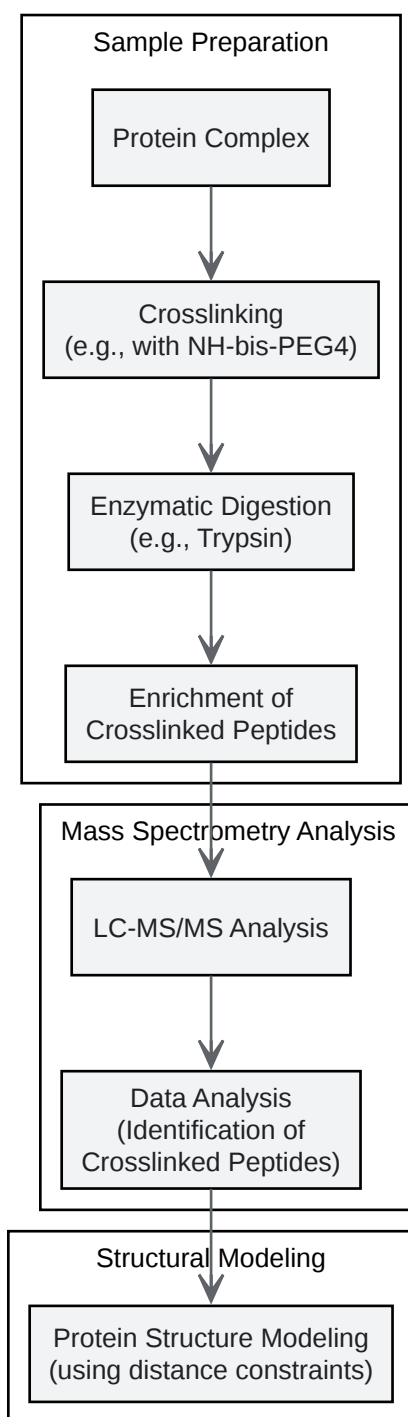 Sample Preparation
Protein Complex
Crosslinking
(e.g., with NH-bis-PEG4)
Enzymatic Digestion
(e.g., Trypsin)
Enrichment of
Crosslinked Peptides
Mass Spectrometry Analysis
LC-MS/MS Analysis
Data Analysis
(Identification of
Crosslinked Peptides)
Structural Modeling
Protein Structure Modeling
(using distance constraints)